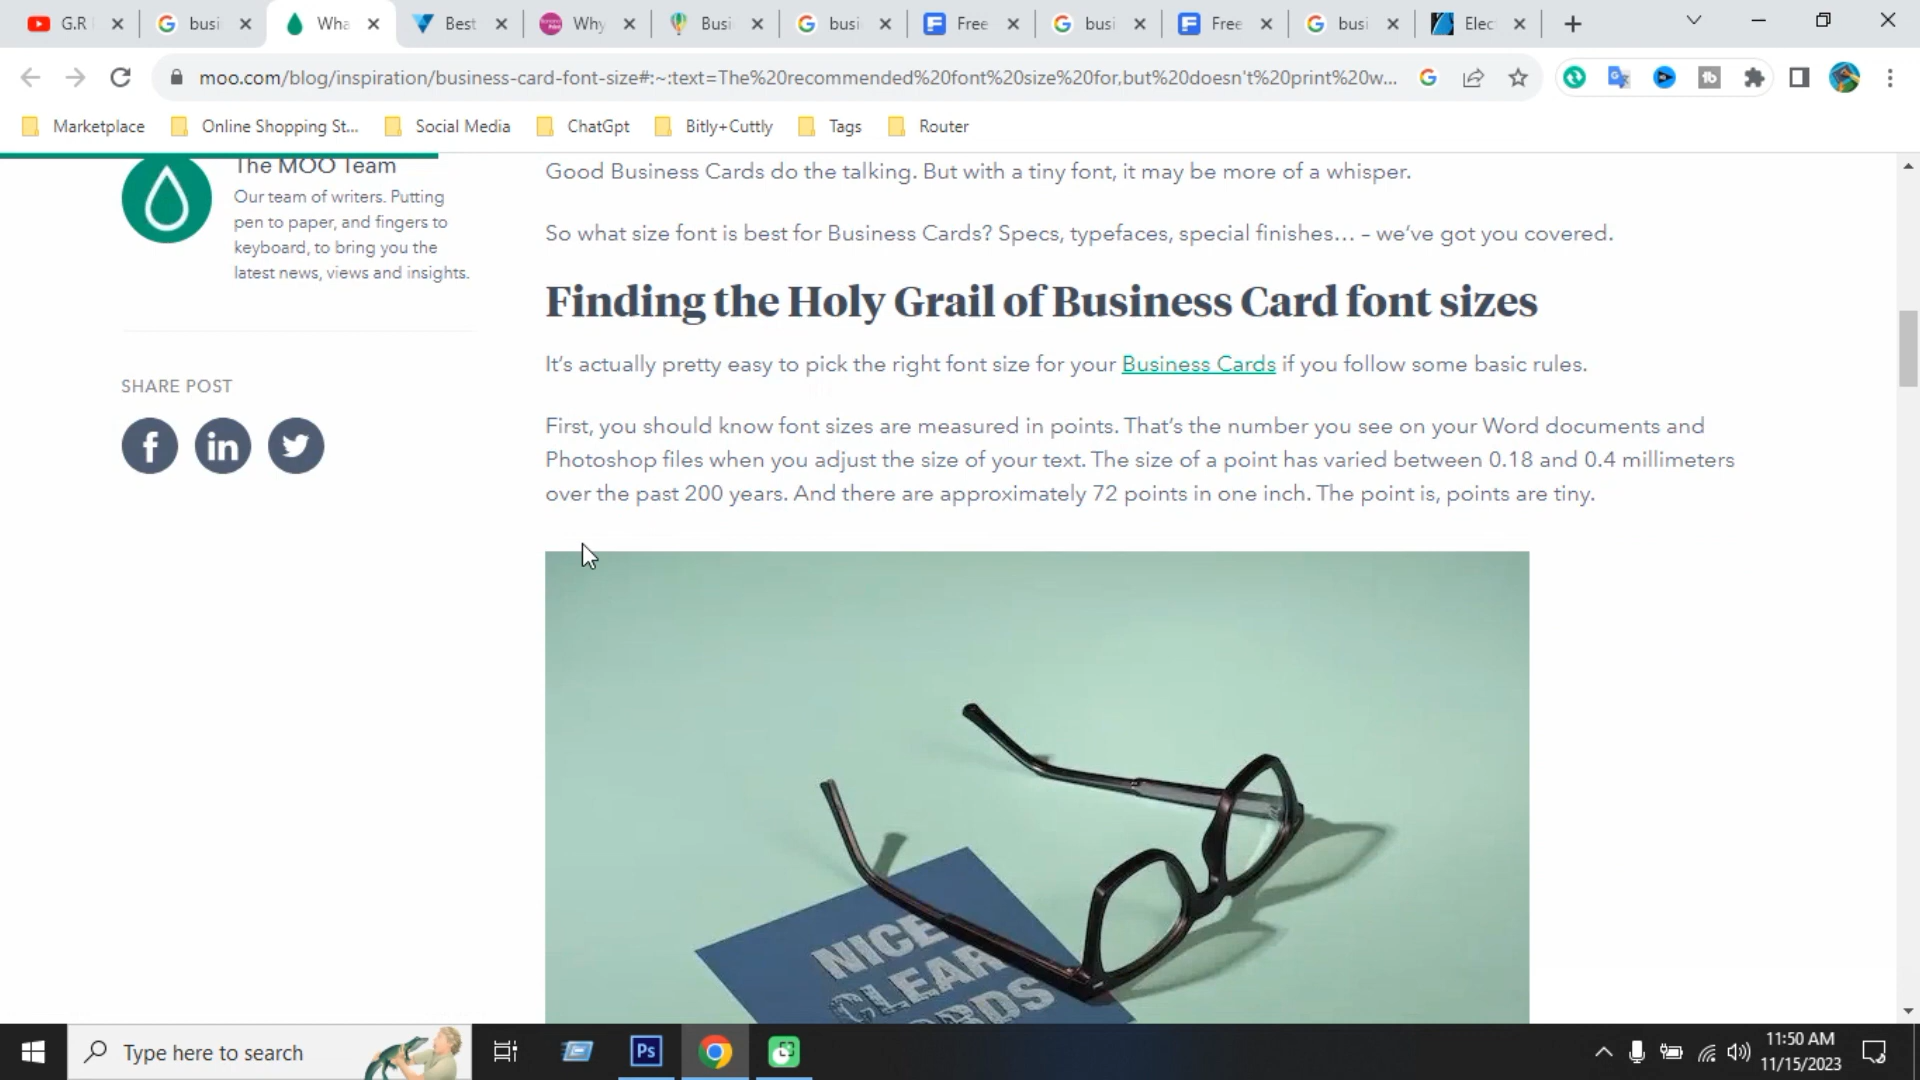 G.R
busi
Wha
Best
Why
Busi
busi
Free
busi
Free
busi
Elec
moo.com/blog/inspiration/business-card-font-size#:~:text=The%20recommended%20font%20size%20for,but%20doesn't%20print%20w...
Marketplace
Online Shopping St...
Social Media
ChatGpt
Bitly+Cuttly
Tags
Router
The MOO Team
Our team of writers. Putting
pen to paper, and fingers to
keyboard, to bring you the
latest news, views and insights.
SHARE POST
Good Business Cards do the talking. But with a tiny font, it may be more of a whisper.
So what size font is best for Business Cards? Specs, typefaces, special finishes… – we’ve got you covered.
Finding the Holy Grail of Business Card font sizes
It’s actually pretty easy to pick the right font size for your Business Cards if you follow some basic rules.
First, you should know font sizes are measured in points. That’s the number you see on your Word documents and
Photoshop files when you adjust the size of your text. The size of a point has varied between 0.18 and 0.4 millimeters
over the past 200 years. And there are approximately 72 points in one inch. The point is, points are tiny.
NICE
CLEAR
Type here to search
Ps
11:50 AM
11/15/2023